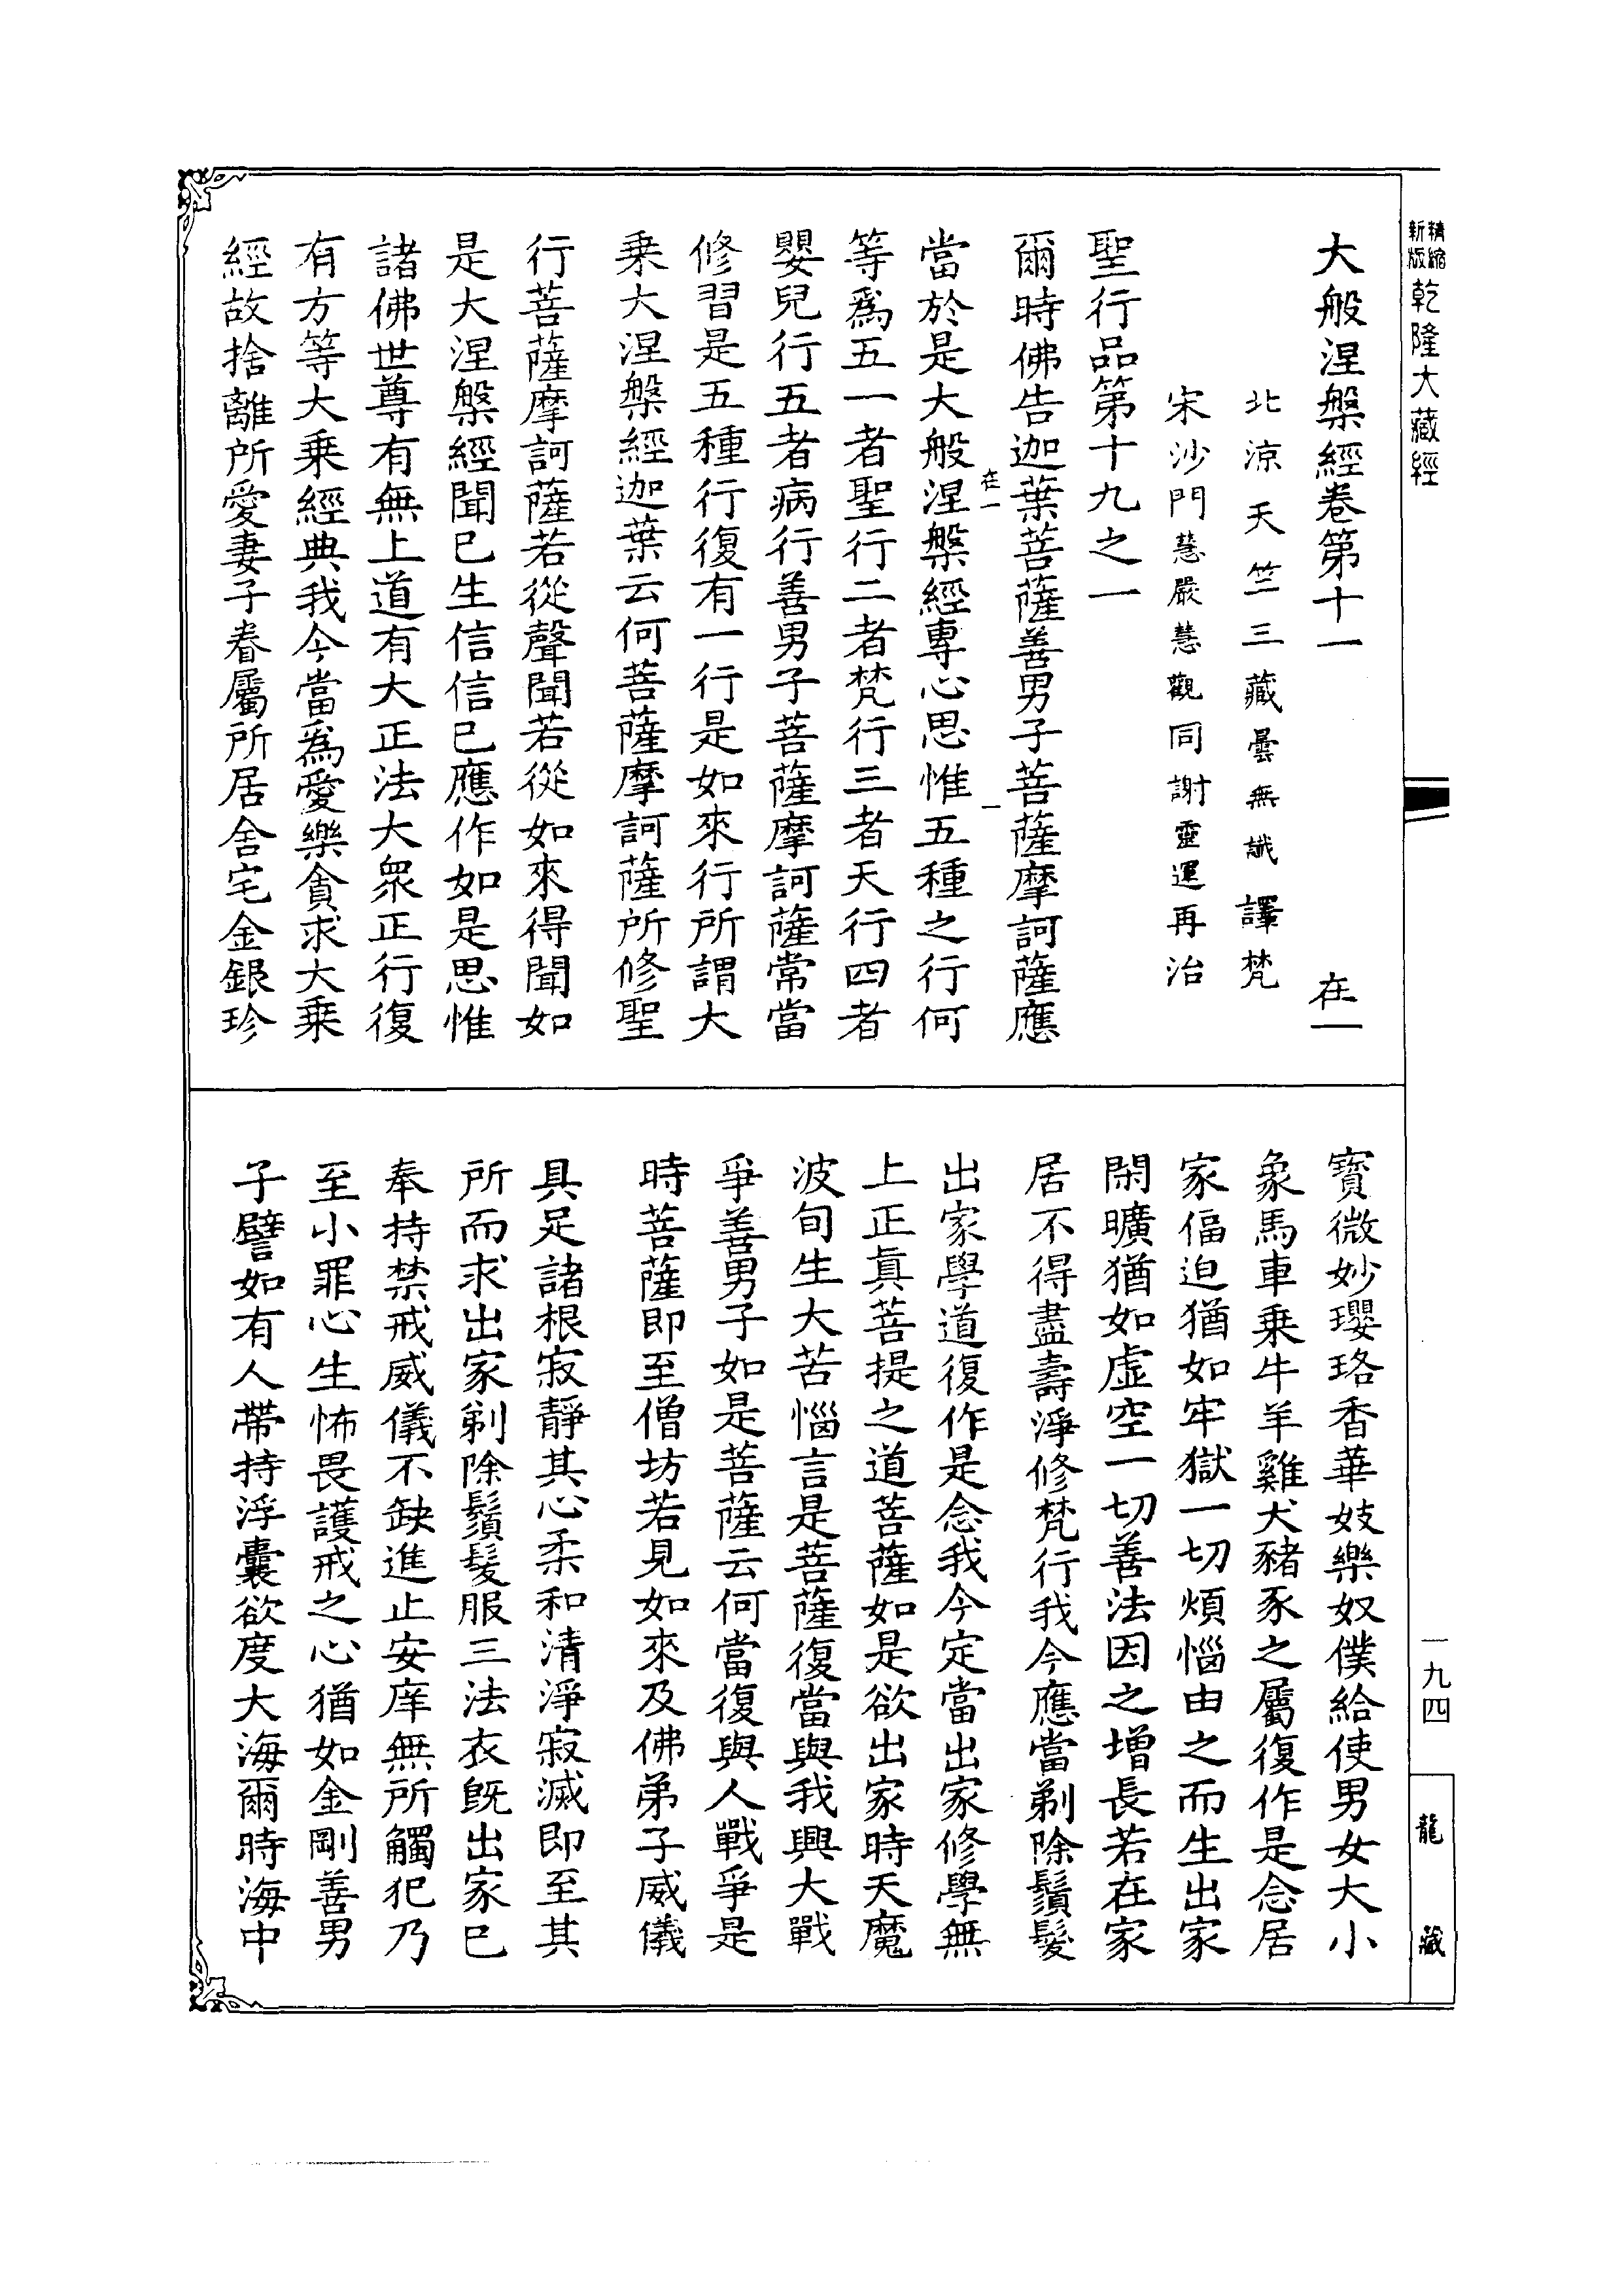 精縮
新版
乾隆大藏經
大般涅槃經卷第十一　在一
北涼天竺三藏曇無讖譯梵
宋沙門慧嚴慧觀同謝靈運再治
聖行品第十九之一
爾時佛告迦葉菩薩善男子菩薩摩訶薩應
在一　一
當於是大般涅槃經專心思惟五種之行何
等爲五一者聖行二者梵行三者天行四者
嬰兒行五者病行善男子菩薩摩訶薩常當
修習是五種行復有一行是如來行所謂大
乘大涅槃經迦葉云何菩薩摩訶薩所修聖
行菩薩摩訶薩若從聲聞若從如來得聞如
是大涅槃經聞已生信信已應作如是思惟
諸佛世尊有無上道有大正法大眾正行復
有方等大乘經典我今當爲愛樂貪求大乘
經故捨離所愛妻子眷屬所居舍宅金銀珍
寶微妙瓔珞香華妓樂奴僕給使男女大小
象馬車乘牛羊雞犬豬豕之屬復作是念居
家偪迫猶如牢獄一切煩惱由之而生出家
閑曠猶如虛空一切善法因之增長若在家
居不得盡壽淨修梵行我今應當剃除鬚髮
出家學道復作是念我今定當出家修學無
上正真菩提之道菩薩如是欲出家時天魔
波旬生大苦惱言是菩薩復當與我興大戰
爭善男子如是菩薩云何當復與人戰爭是
時菩薩即至僧坊若見如來及佛弟子威儀
具足諸根寂靜其心柔和清淨寂滅即至其
所而求出家剃除鬚髮服三法衣既出家已
奉持禁戒威儀不缺進止安庠無所觸犯乃
至小罪心生怖畏護戒之心猶如金剛善男
子譬如有人帶持浮囊欲度大海爾時海中
一九四
龍藏